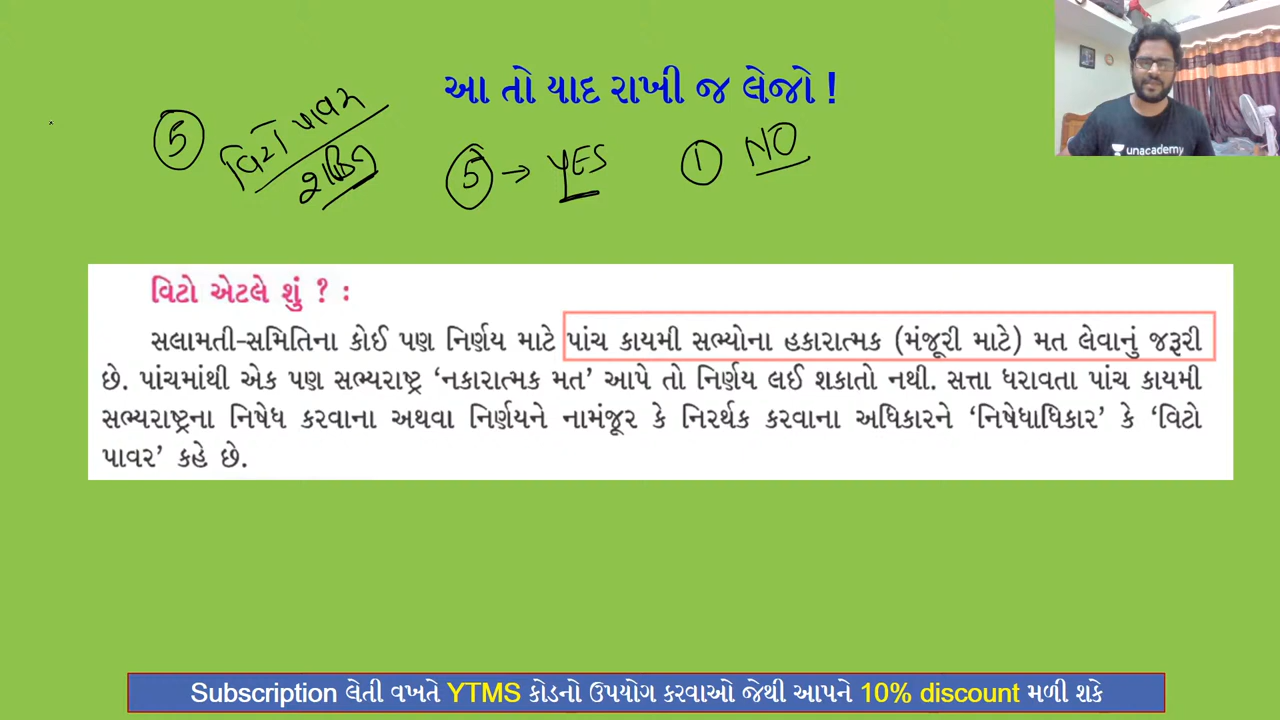 આ તો યાદ રાખી જ લેજો !
5 વિટો પાવર
5 → YES
1 NO
unacademy
વિટો એટલે શું ? :
સલામતી-સમિતિના કોઈ પણ નિર્ણય માટે પાંચ કાયમી સભ્યોના હકારાત્મક (મંજૂરી માટે) મત લેવાનું જરૂરી
છે. પાંચમાંથી એક પણ સભ્યરાષ્ટ્ર ‘નકારાત્મક મત’ આપે તો નિર્ણય લઈ શકાતો નથી. સત્તા ધરાવતા પાંચ કાયમી
સભ્યરાષ્ટ્રના નિષેધ કરવાના અથવા નિર્ણયને નામંજૂર કે નિરર્થક કરવાના અધિકારને ‘નિષેધાધિકાર’ કે ‘વિટો
પાવર’ કહે છે.
Subscription લેતી વખતે YTMS કોડનો ઉપયોગ કરવાઓ જેથી આપને 10% discount મળી શકે